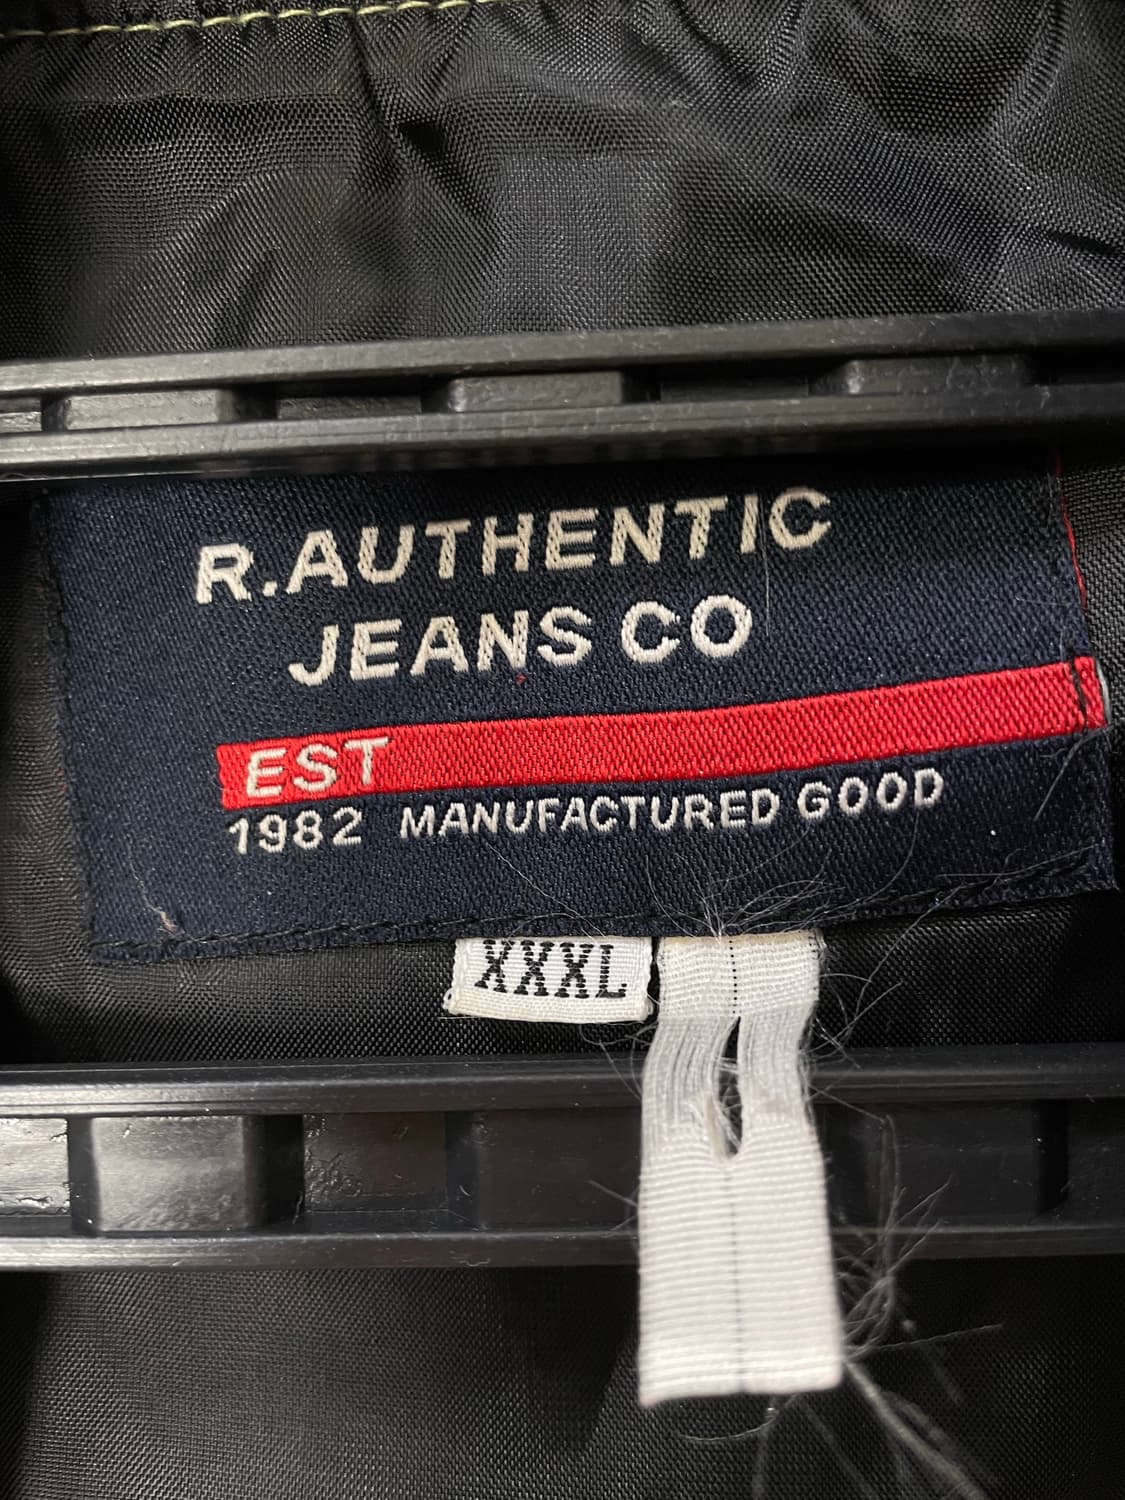 R.AUTHENTIC
JEANS CO
EST
1982 MANUFACTURED GOOD
XXXL